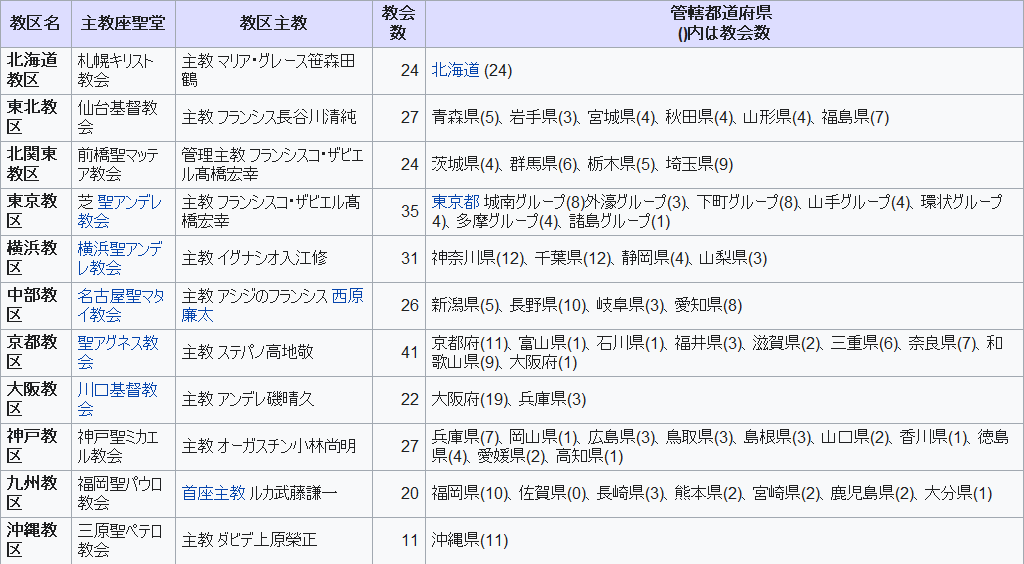 教区名 主教座聖堂 教区主教 教会数 管轄都道府県
()内は教会数
北海道教区 札幌キリスト教会 主教 マリア・グレース笹森田鶴 24 北海道 (24)
東北教区 仙台基督教会 主教 フランシス長谷川清純 27 青森県(5)、岩手県(3)、宮城県(4)、秋田県(4)、山形県(4)、福島県(7)
北関東教区 前橋聖マッテア教会 管理主教 フランシスコ・ザビエル髙橋宏幸 24 茨城県(4)、群馬県(6)、栃木県(5)、埼玉県(9)
東京教区 芝 聖アンデレ教会 主教 フランシスコ・ザビエル髙橋宏幸 35 東京都 城南グループ(8)外濠グループ(3)、下町グループ(8)、山手グループ(4)、環状グループ
4)、多摩グループ(4)、諸島グループ(1)
横浜教区 横浜聖アンデレ教会 主教 イグナシオ入江修 31 神奈川県(12)、千葉県(12)、静岡県(4)、山梨県(3)
中部教区 名古屋聖マタイ教会 主教 アシジのフランシス 西原廉太 26 新潟県(5)、長野県(10)、岐阜県(3)、愛知県(8)
京都教区 聖アグネス教会 主教 ステパノ高地敬 41 京都府(11)、富山県(1)、石川県(1)、福井県(3)、滋賀県(2)、三重県(6)、奈良県(7)、和
歌山県(9)、大阪府(1)
大阪教区 川口基督教会 主教 アンデレ磯晴久 22 大阪府(19)、兵庫県(3)
神戸教区 神戸聖ミカエル教会 主教 オーガスチン小林尚明 27 兵庫県(7)、岡山県(1)、広島県(3)、鳥取県(3)、島根県(3)、山口県(2)、香川県(1)、徳島
県(4)、愛媛県(2)、高知県(1)
九州教区 福岡聖パウロ教会 首座主教 ルカ武藤謙一 20 福岡県(10)、佐賀県(0)、長崎県(3)、熊本県(2)、宮崎県(2)、鹿児島県(2)、大分県(1)
沖縄教区 三原聖ペテロ教会 主教 ダビデ上原榮正 11 沖縄県(11)